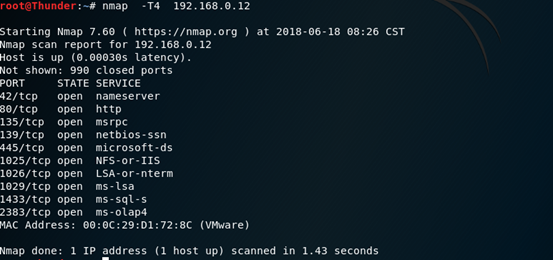 root@Thunder:~# nmap  -T4  192.168.0.12
Starting Nmap 7.60 ( https://nmap.org ) at 2018-06-18 08:26 CST
Nmap scan report for 192.168.0.12
Host is up (0.00030s latency).
Not shown: 990 closed ports
PORT     STATE SERVICE
42/tcp   open  nameserver
80/tcp   open  http
135/tcp  open  msrpc
139/tcp  open  netbios-ssn
445/tcp  open  microsoft-ds
1025/tcp open  NFS-or-IIS
1026/tcp open  LSA-or-nterm
1029/tcp open  ms-lsa
1433/tcp open  ms-sql-s
2383/tcp open  ms-olap4
MAC Address: 00:0C:29:D1:72:8C (VMware)
Nmap done: 1 IP address (1 host up) scanned in 1.43 seconds